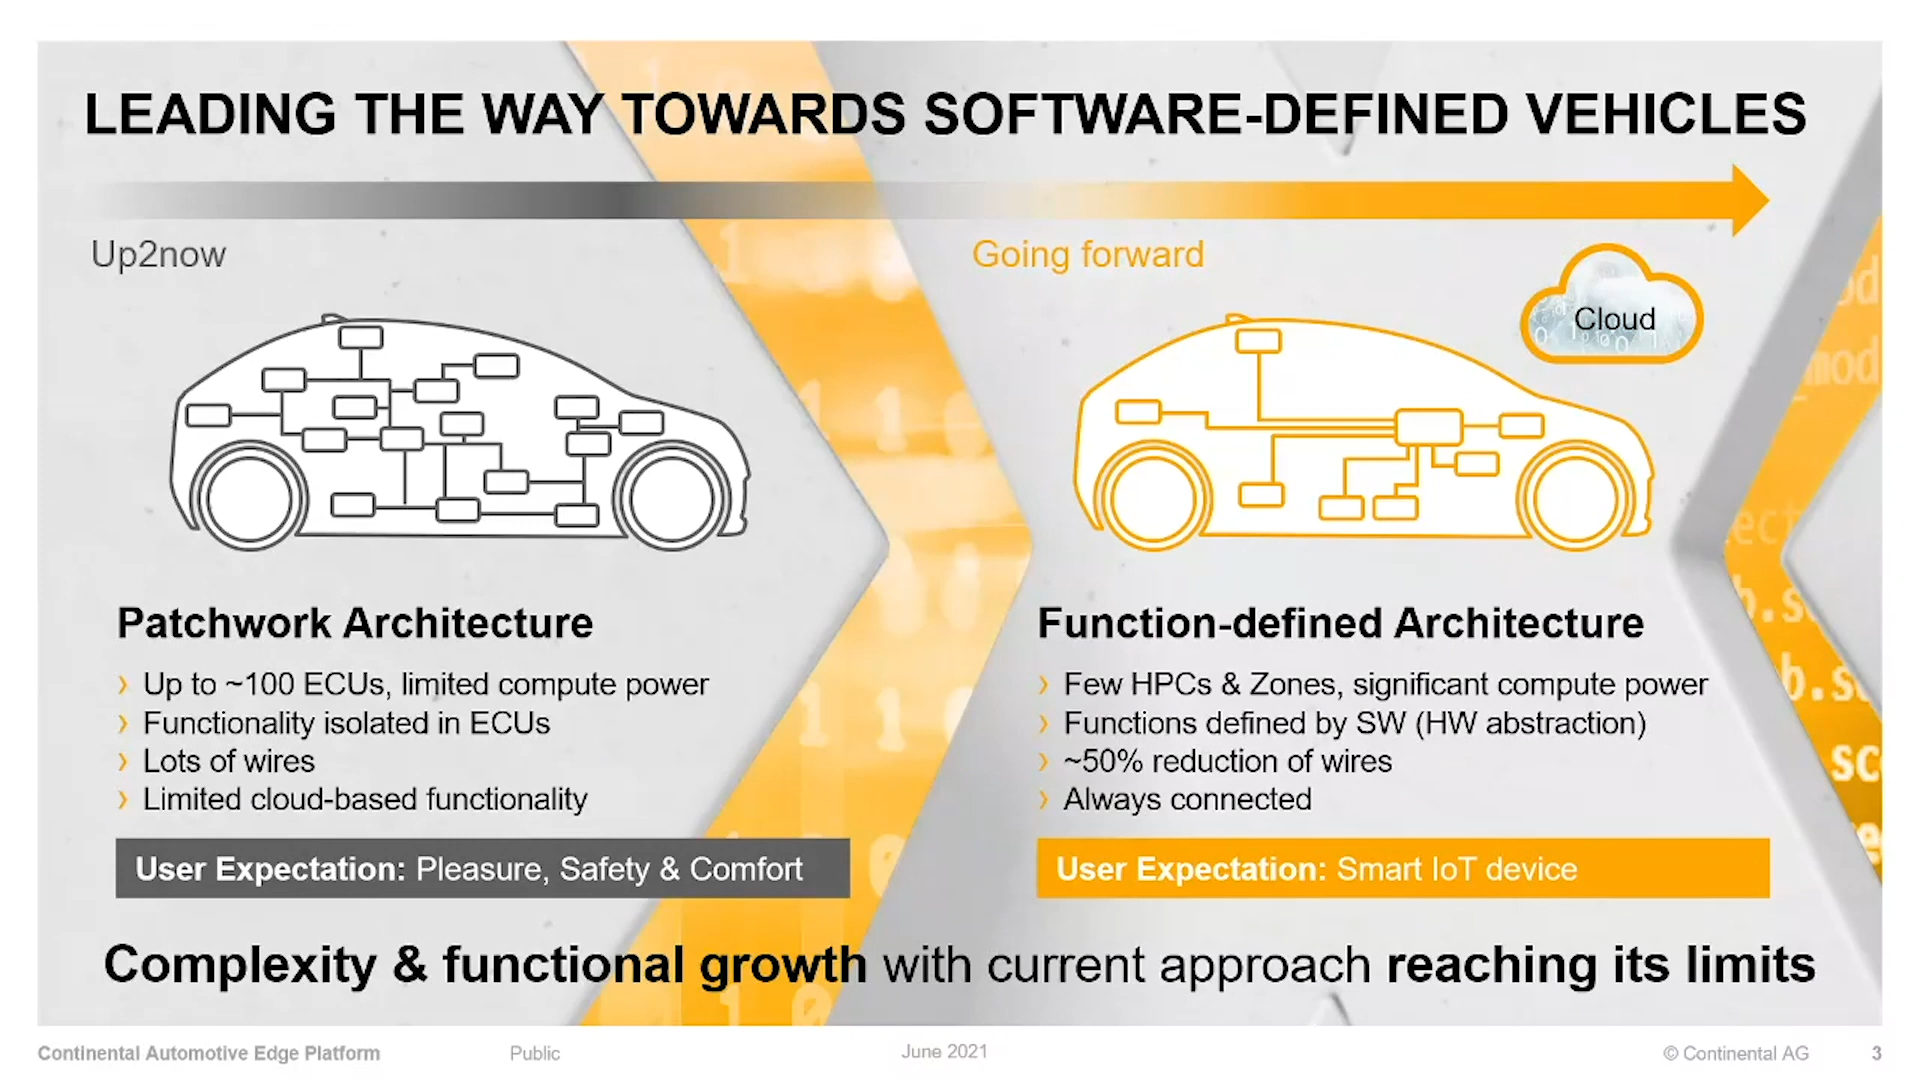 LEADING THE WAY TOWARDS SOFTWARE-DEFINED VEHICLES
Up2now
Going forward
Cloud
Patchwork Architecture
› Up to ~100 ECUs, limited compute power
› Functionality isolated in ECUs
› Lots of wires
› Limited cloud-based functionality
User Expectation: Pleasure, Safety & Comfort
Function-defined Architecture
› Few HPCs & Zones, significant compute power
› Functions defined by SW (HW abstraction)
› ~50% reduction of wires
› Always connected
User Expectation: Smart IoT device
Complexity & functional growth with current approach reaching its limits
Continental Automotive Edge Platform
Public
June 2021
© Continental AG
3